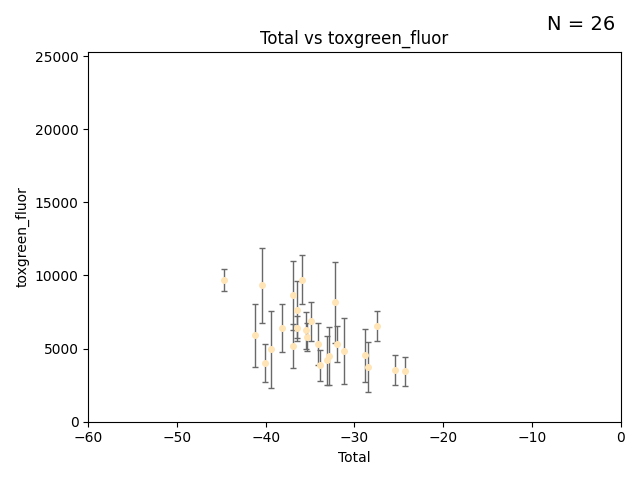 N = 26
Total vs toxgreen_fluor
25000
20000
15000
10000
5000
0
toxgreen_fluor
−60 −50 −40 −30 −20 −10 0
Total